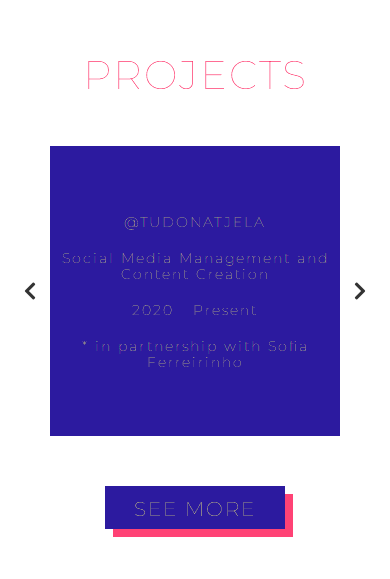 PROJECTS
@TUDONATJELA
Social Media Management and
Content Creation
2020 Present
* in partnership with Sofia
Ferreirinho
SEE MORE